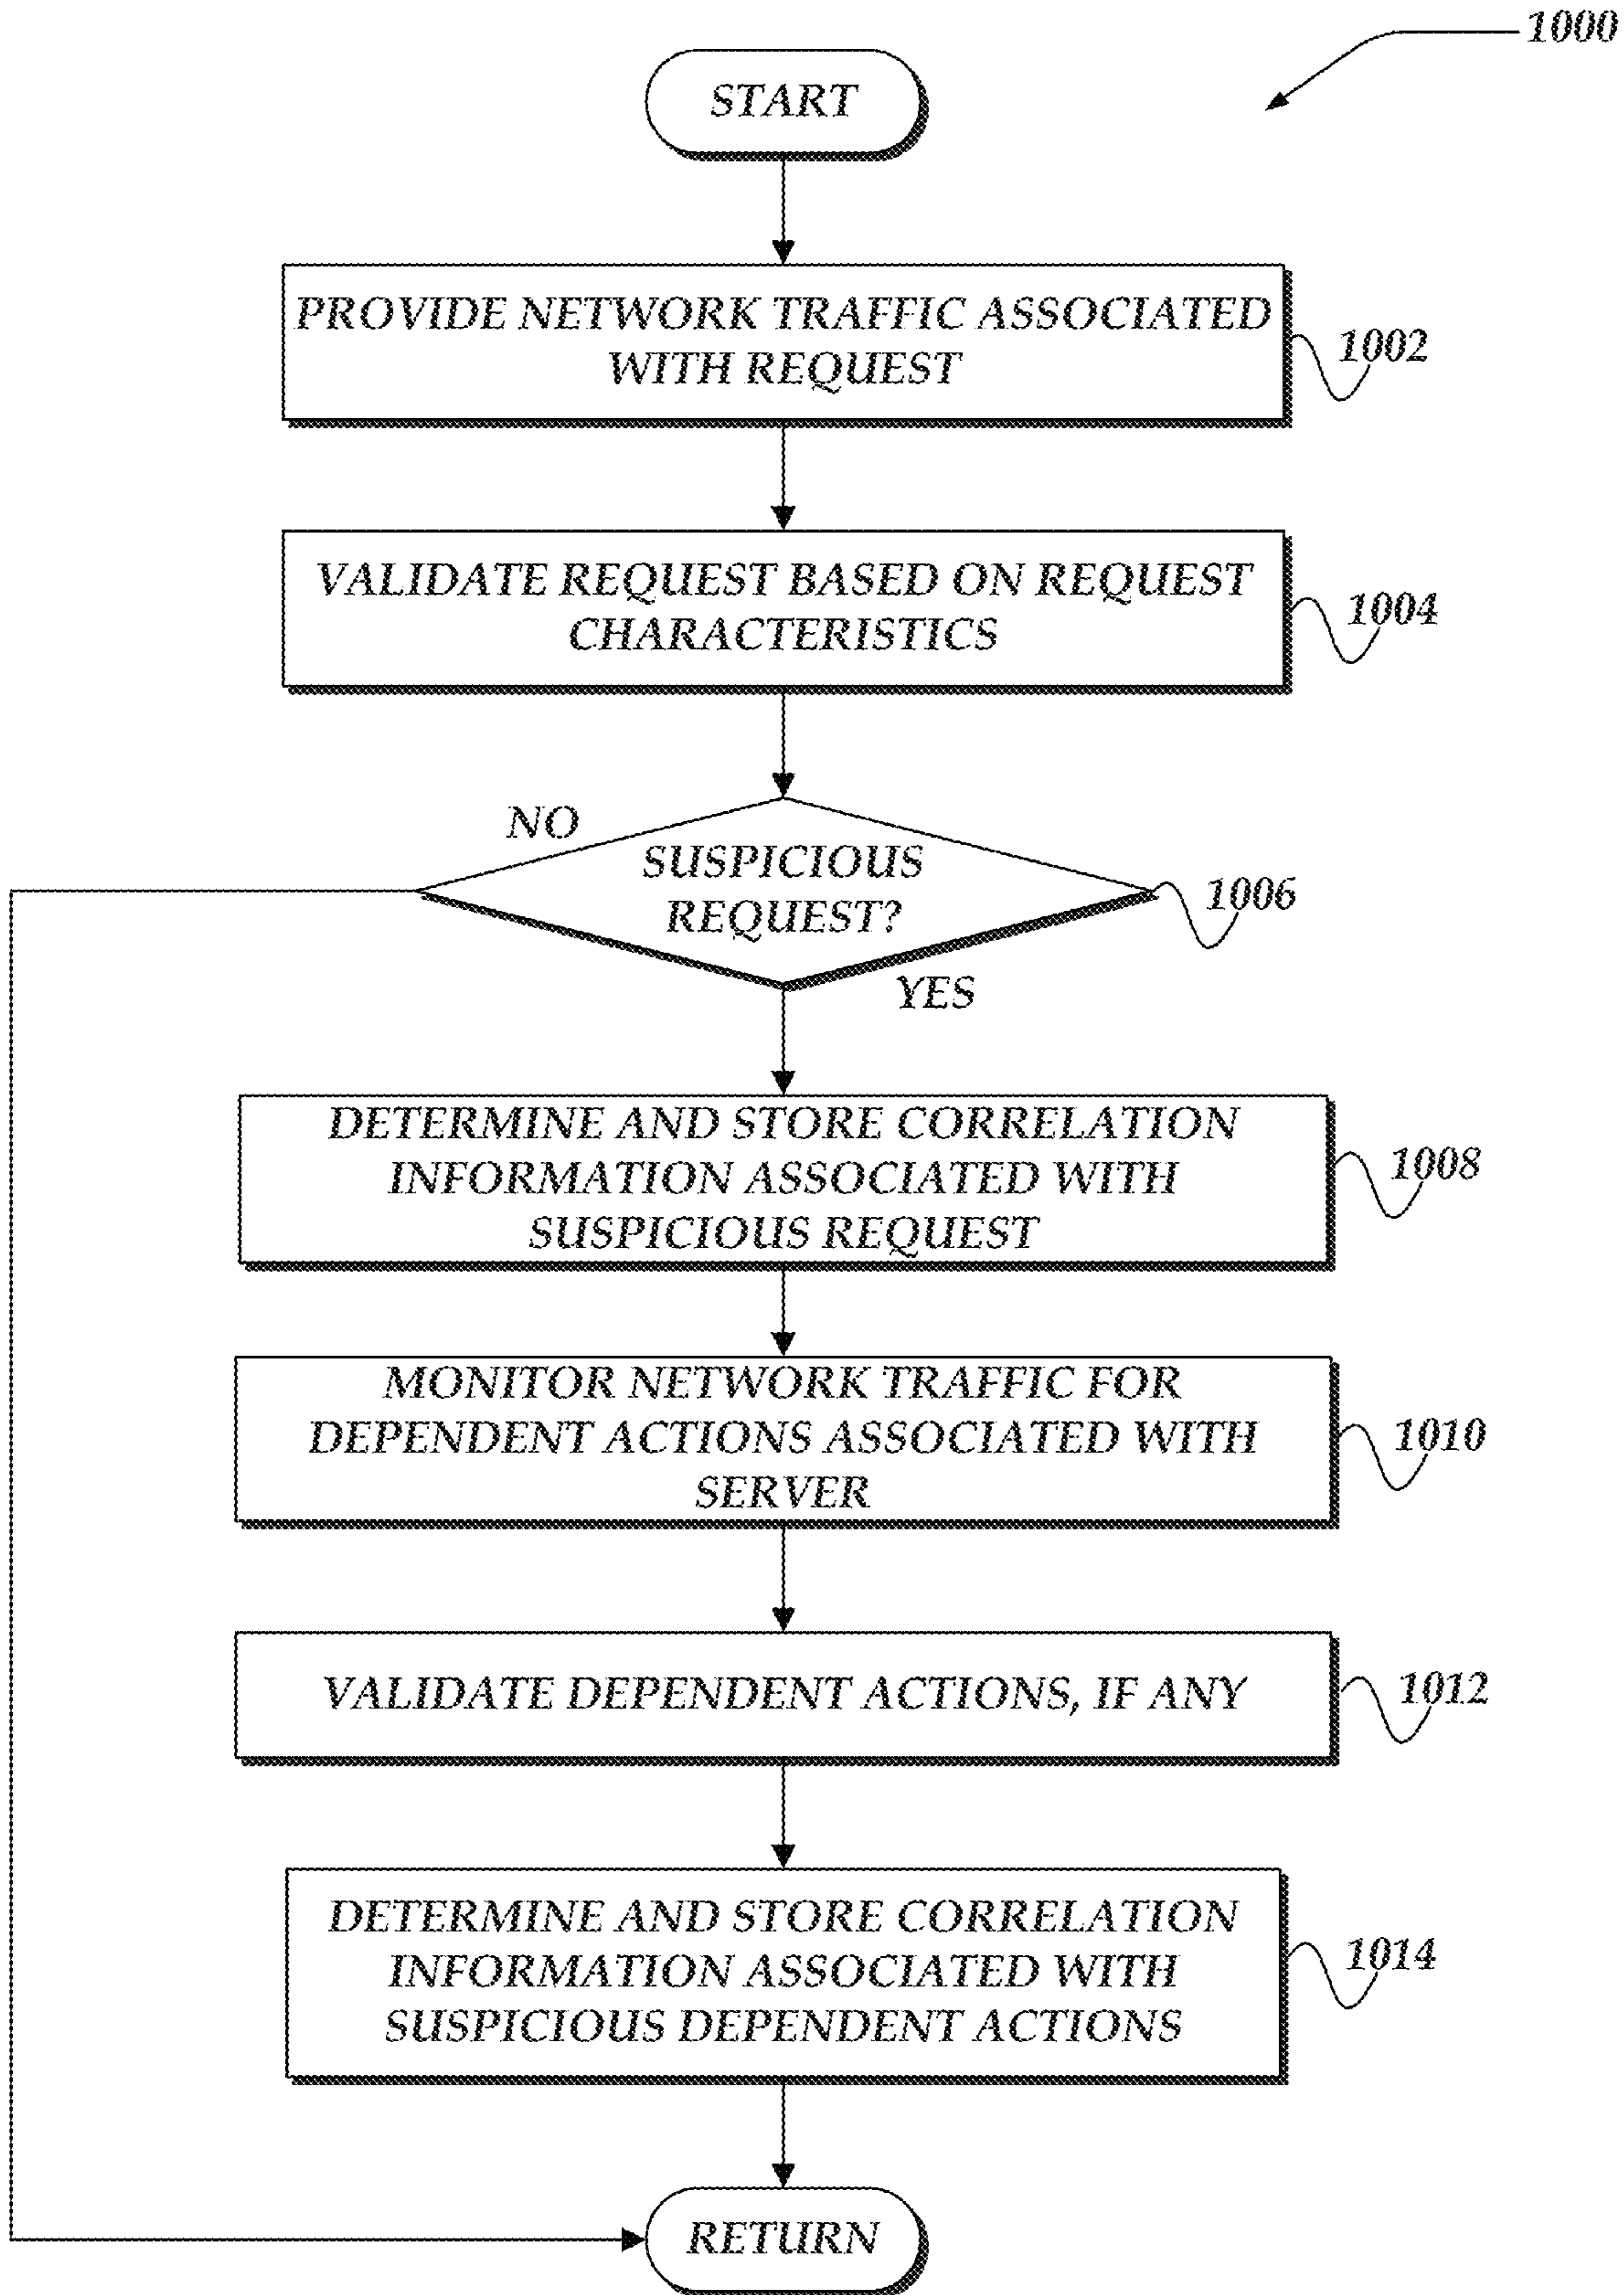 1000
START
PROVIDE NETWORK TRAFFIC ASSOCIATED
WITH REQUEST
1002
VALIDATE REQUEST BASED ON REQUEST
CHARACTERISTICS
1004
NO
SUSPICIOUS
REQUEST?
1006
YES
DETERMINE AND STORE CORRELATION
INFORMATION ASSOCIATED WITH
SUSPICIOUS REQUEST
1008
MONITOR NETWORK TRAFFIC FOR
DEPENDENT ACTIONS ASSOCIATED WITH
SERVER
1010
VALIDATE DEPENDENT ACTIONS, IF ANY
1012
DETERMINE AND STORE CORRELATION
INFORMATION ASSOCIATED WITH
SUSPICIOUS DEPENDENT ACTIONS
1014
RETURN